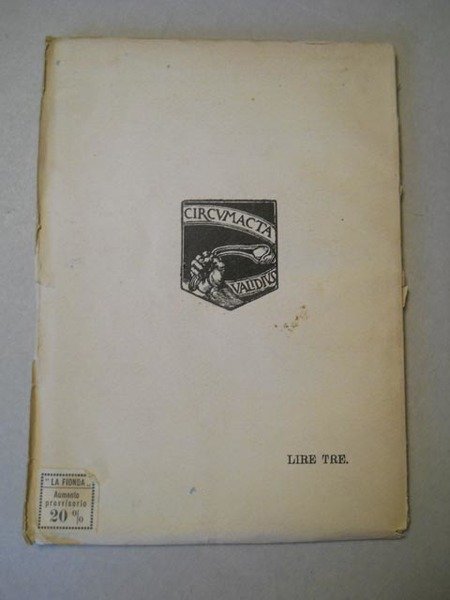 CIRCVMACTA
VALIDIVS
LIRE TRE.
" LA FIONDA „
Aumento
provvisorio
20 %